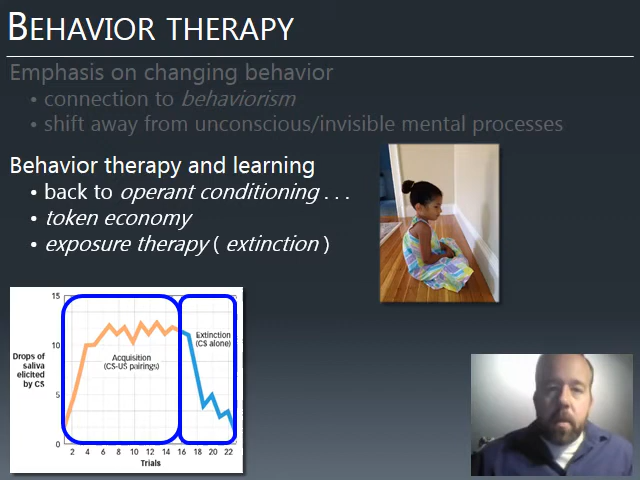 BEHAVIOR THERAPY
Emphasis on changing behavior
• connection to behaviorism
• shift away from unconscious/invisible mental processes
Behavior therapy and learning
• back to operant conditioning . . .
• token economy
• exposure therapy ( extinction )
15
10
5
0
Drops of
saliva
elicited
by CS
Acquisition
(CS-US pairings)
Extinction
(CS alone)
2 4 6 8 10 12 14 16 18 20 22
Trials